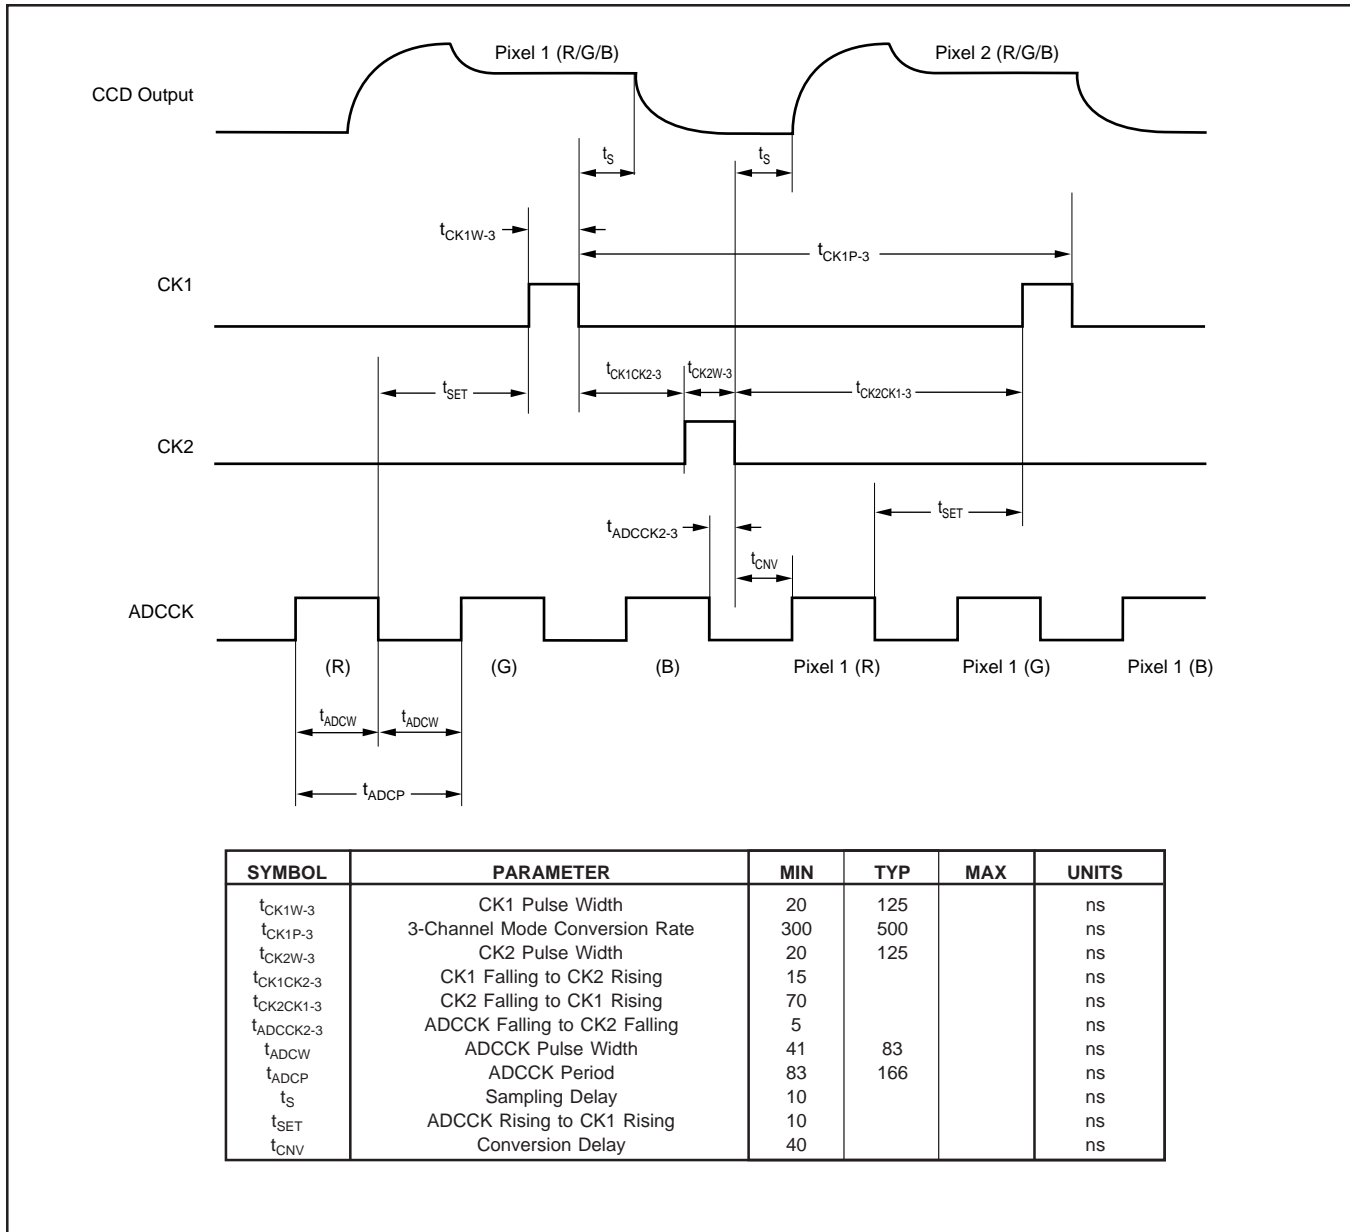 Pixel 1 (R/G/B)
Pixel 2 (R/G/B)
CCD Output
tS
tS
tCK1W-3
tCK1P-3
CK1
tSET
tCK1CK2-3
tCK2W-3
tCK2CK1-3
CK2
tADCCK2-3
tSET
tCNV
ADCCK
(R)
(G)
(B)
Pixel 1 (R)
Pixel 1 (G)
Pixel 1 (B)
tADCW
tADCW
tADCP
SYMBOL PARAMETER MIN TYP MAX UNITS
tCK1W-3 CK1 Pulse Width 20 125 ns
tCK1P-3 3-Channel Mode Conversion Rate 300 500 ns
tCK2W-3 CK2 Pulse Width 20 125 ns
tCK1CK2-3 CK1 Falling to CK2 Rising 15 ns
tCK2CK1-3 CK2 Falling to CK1 Rising 70 ns
tADCCK2-3 ADCCK Falling to CK2 Falling 5 ns
tADCW ADCCK Pulse Width 41 83 ns
tADCP ADCCK Period 83 166 ns
tS Sampling Delay 10 ns
tSET ADCCK Rising to CK1 Rising 10 ns
tCNV Conversion Delay 40 ns